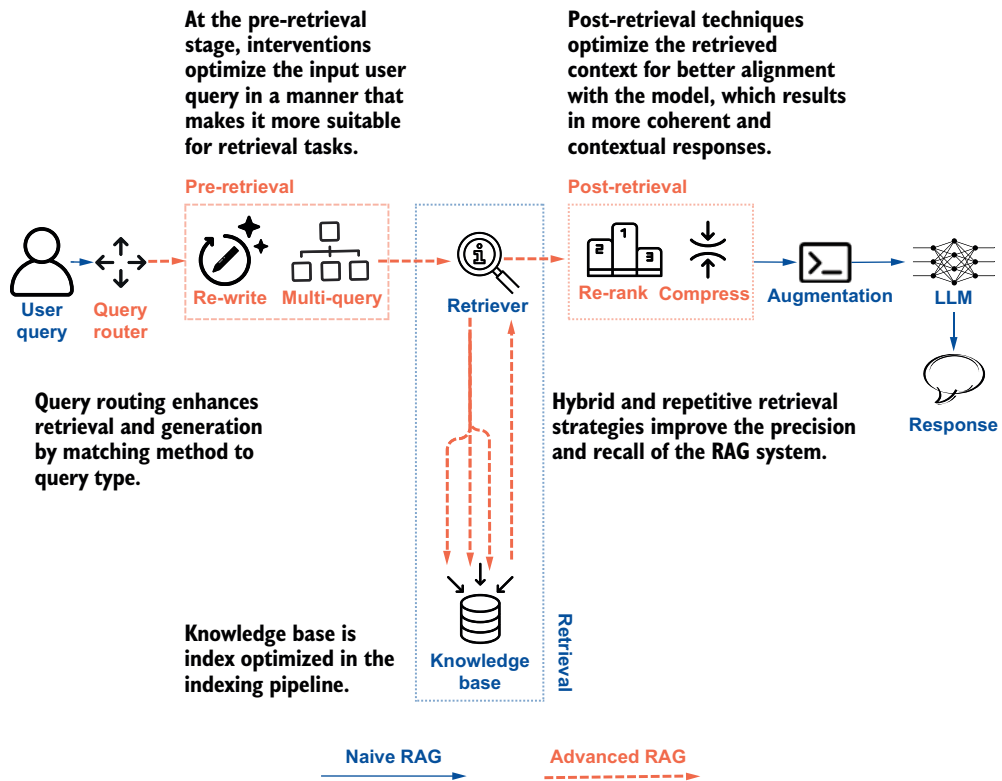 At the pre-retrieval
stage, interventions
optimize the input user
query in a manner that
makes it more suitable
for retrieval tasks.
Post-retrieval techniques
optimize the retrieved
context for better alignment
with the model, which results
in more coherent and
contextual responses.
Pre-retrieval
Post-retrieval
User
query
Query
router
Re-write
Multi-query
Retriever
1
2
3
Re-rank
Compress
Augmentation
LLM
Response
Query routing enhances
retrieval and generation
by matching method to
query type.
Hybrid and repetitive retrieval
strategies improve the precision
and recall of the RAG system.
Knowledge base is
index optimized in the
indexing pipeline.
Knowledge
base
Retrieval
Naive RAG
Advanced RAG